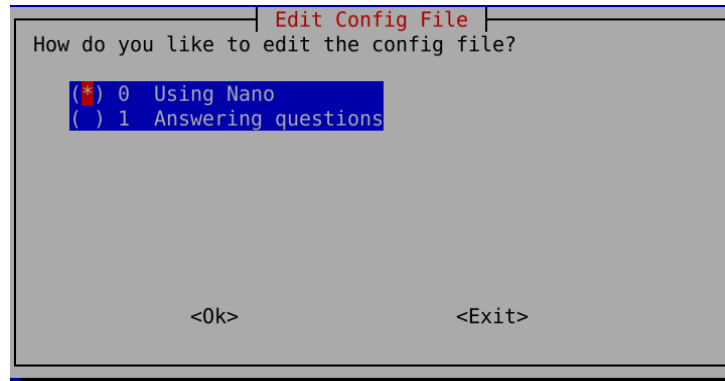 Edit Config File
How do you like to edit the config file?
(*) 0 Using Nano
( ) 1 Answering questions
<Ok> <Exit>